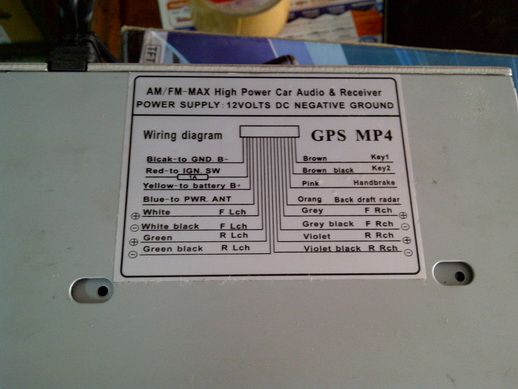 TFT
AM/FM-MAX High Power Car Audio & Receiver
POWER SUPPLY: 12VOLTS DC NEGATIVE GROUND
Wiring diagram
GPS MP4
Blcak-to GND. B-
Red-to IGN. SW
1A
Yellow-to battery B+
Blue-to PWR. ANT
⊕ White F Lch
⊖ White black F Lch
⊕ Green R Lch
⊖ Green black R Lch
Brown Key1
Brown black Key2
Pink Handbrake
Orang Back draft radar
Grey F Rch ⊕
Grey black F Rch ⊖
Violet R Rch ⊕
Violet black R Rch ⊖